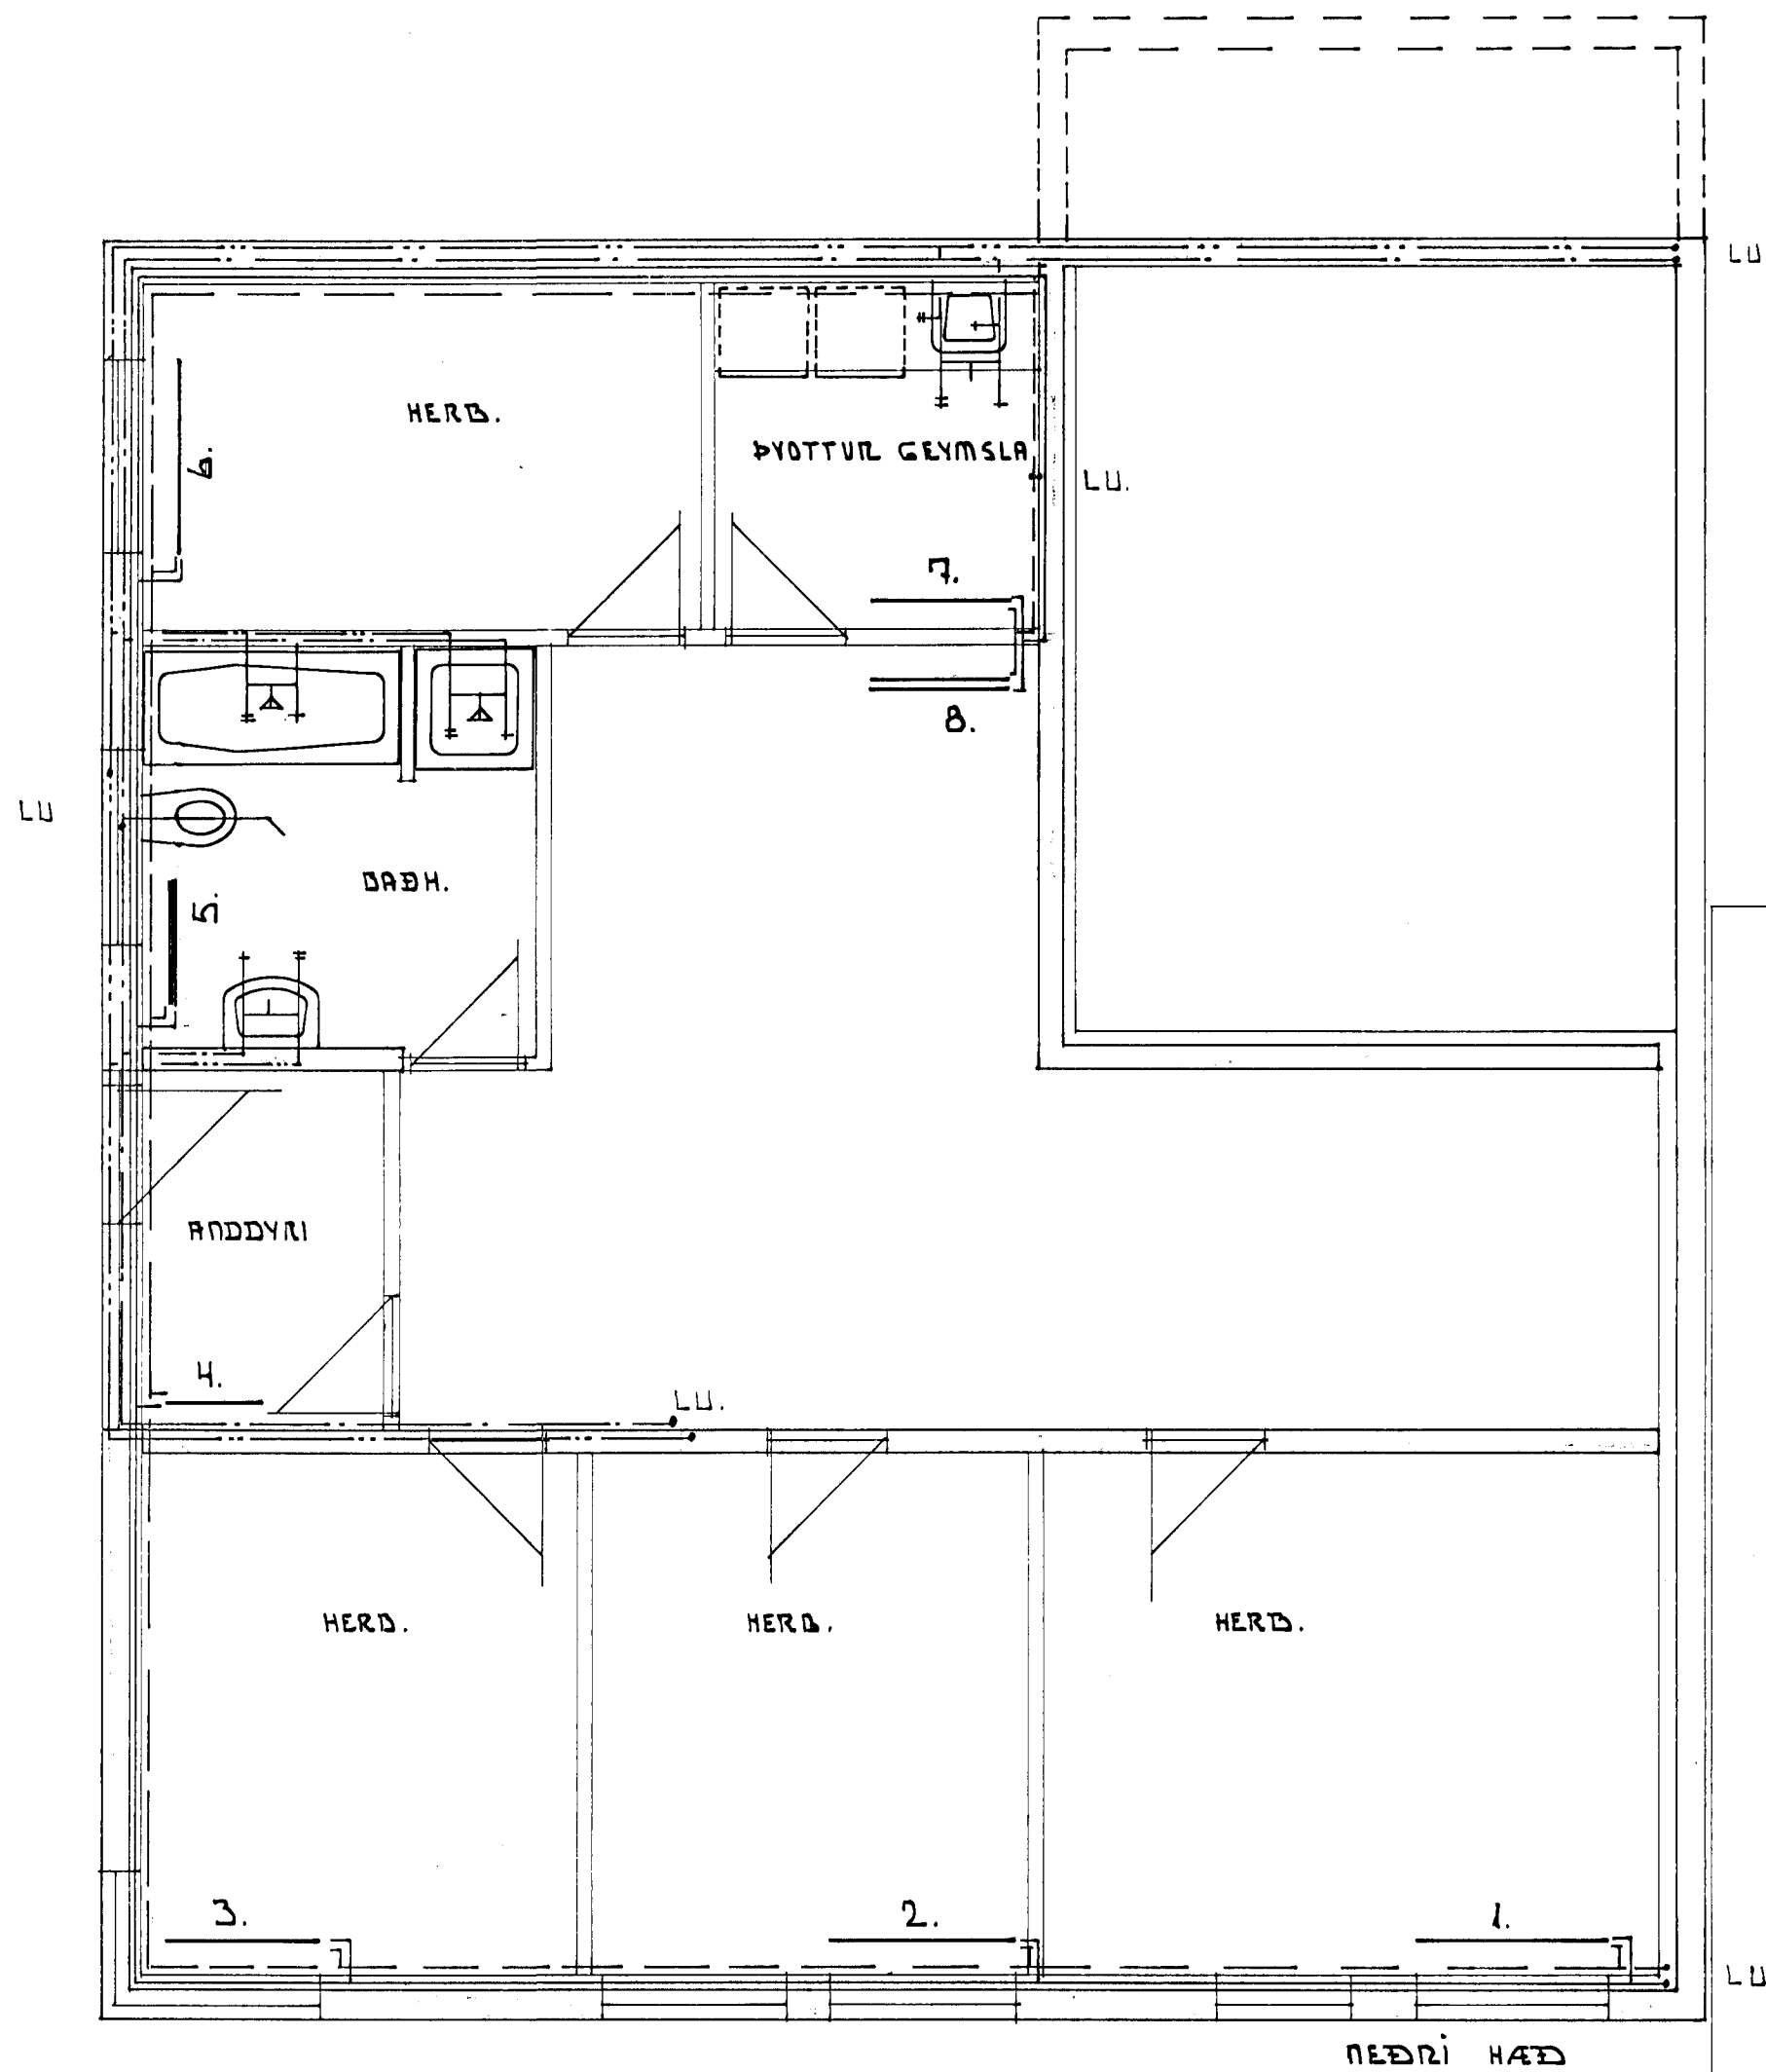 LU
HERB.
6.
ÞVOTTUR GEYMSLA
LU.
7.
8.
LU
BAÐH.
5.
ANDDYRI
4.
LU.
HERB.
HERB.
HERB.
3.
2.
1.
LU
NEÐRI HÆÐ